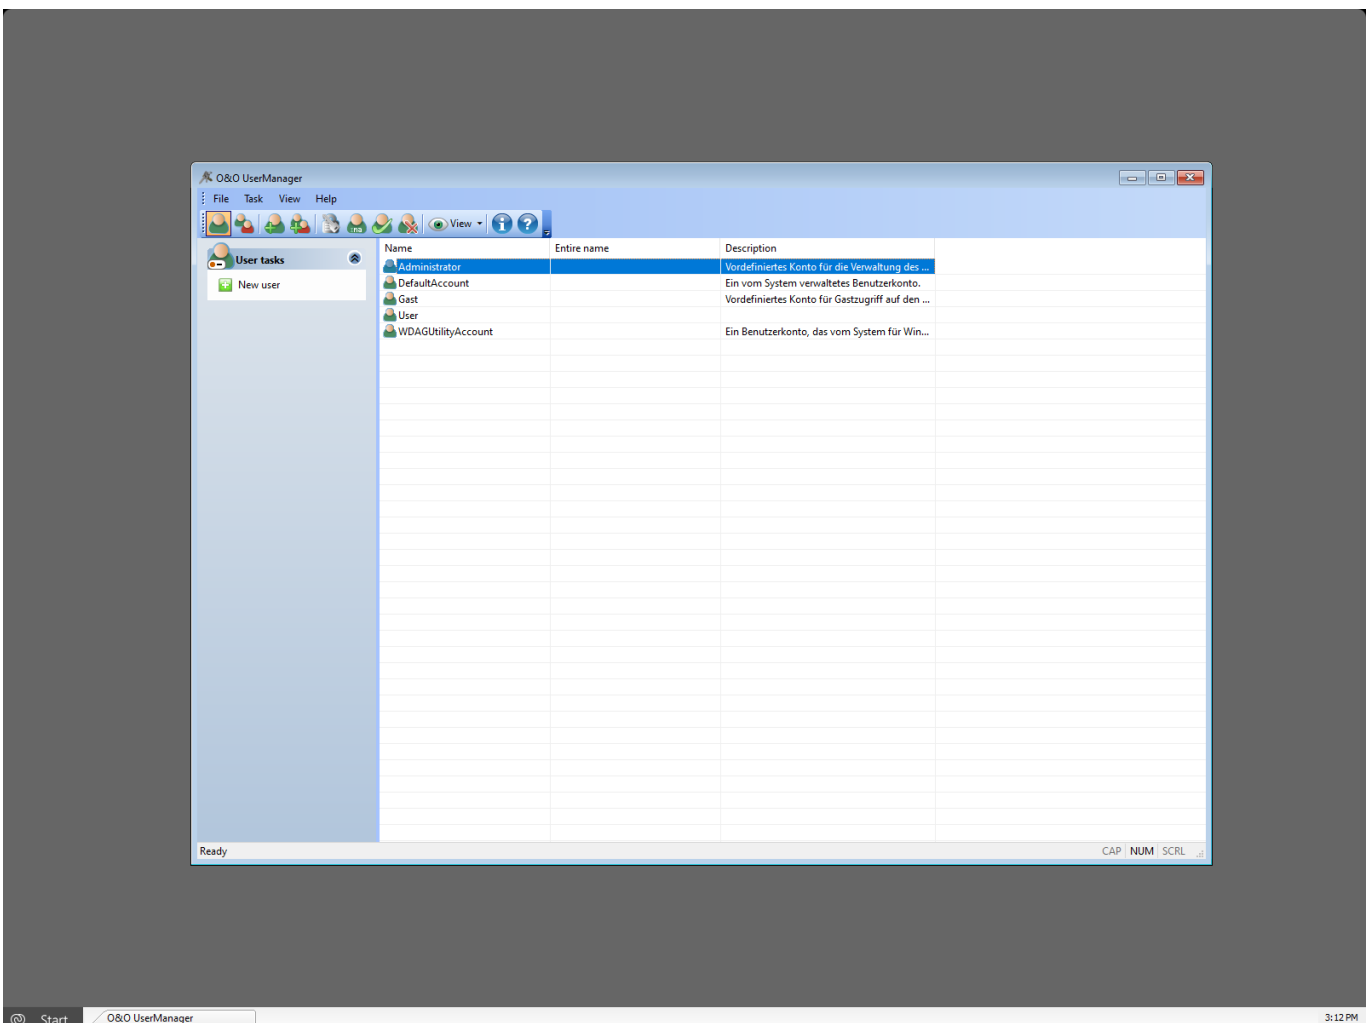 O&O UserManager
File Task View Help
View
User tasks
New user
Name Entire name Description
Administrator Vordefiniertes Konto für die Verwaltung des ...
DefaultAccount Ein vom System verwaltetes Benutzerkonto.
Gast Vordefiniertes Konto für Gastzugriff auf den ...
User
WDAGUtilityAccount Ein Benutzerkonto, das vom System für Win...
Ready CAP NUM SCRL
Start O&O UserManager 3:12 PM